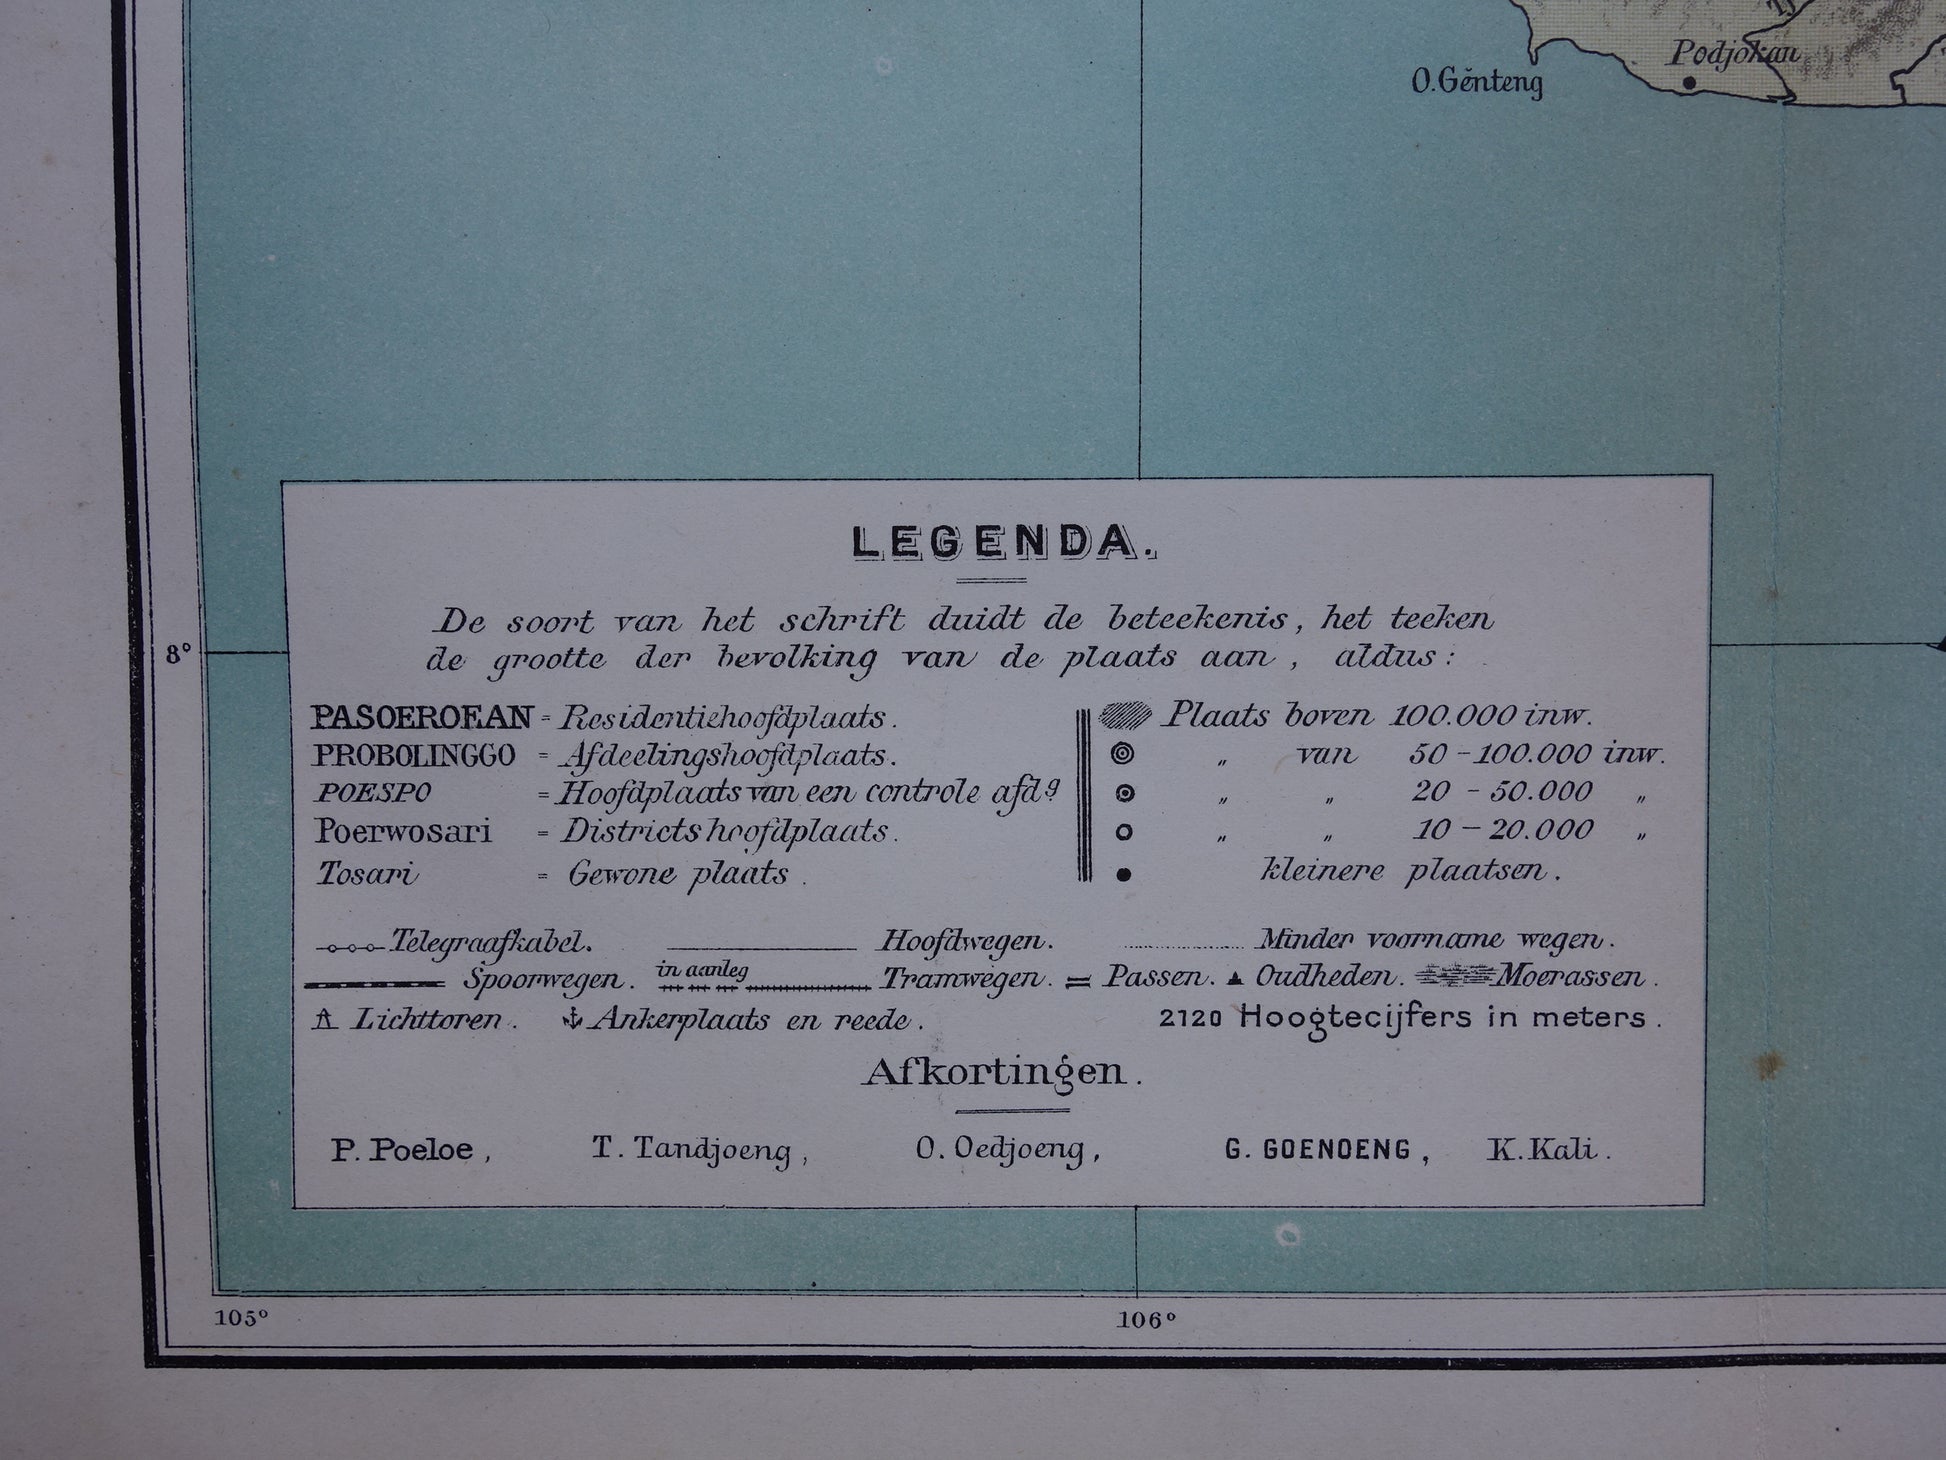 Podjokan
O.Gěnteng
LEGENDA.
De soort van het schrift duidt de beteekenis, het teeken
de grootte der bevolking van de plaats aan, aldus:
8°
PASOEROEAN = Residentiehoofdplaats.
PROBOLINGGO = Afdeelingshoofdplaats.
POESPO = Hoofdplaats van een controle afdg
Poerwosari = Districtshoofdplaats.
Tosari = Gewone plaats.
Plaats boven 100.000 inw.
„ van 50-100.000 inw.
„ „ 20-50.000 „
„ „ 10-20.000 „
kleinere plaatsen.
Telegraafkabel. Hoofdwegen. Minder voorname wegen.
Spoorwegen. in aanleg Tramwegen. Passen. Oudheden. Moerassen.
Lichttoren. Ankerplaats en reede. 2120 Hoogtecijfers in meters.
Afkortingen.
P. Poeloe, T. Tandjoeng, O. Oedjoeng, G. GOENOENG, K. Kali.
105° 106°